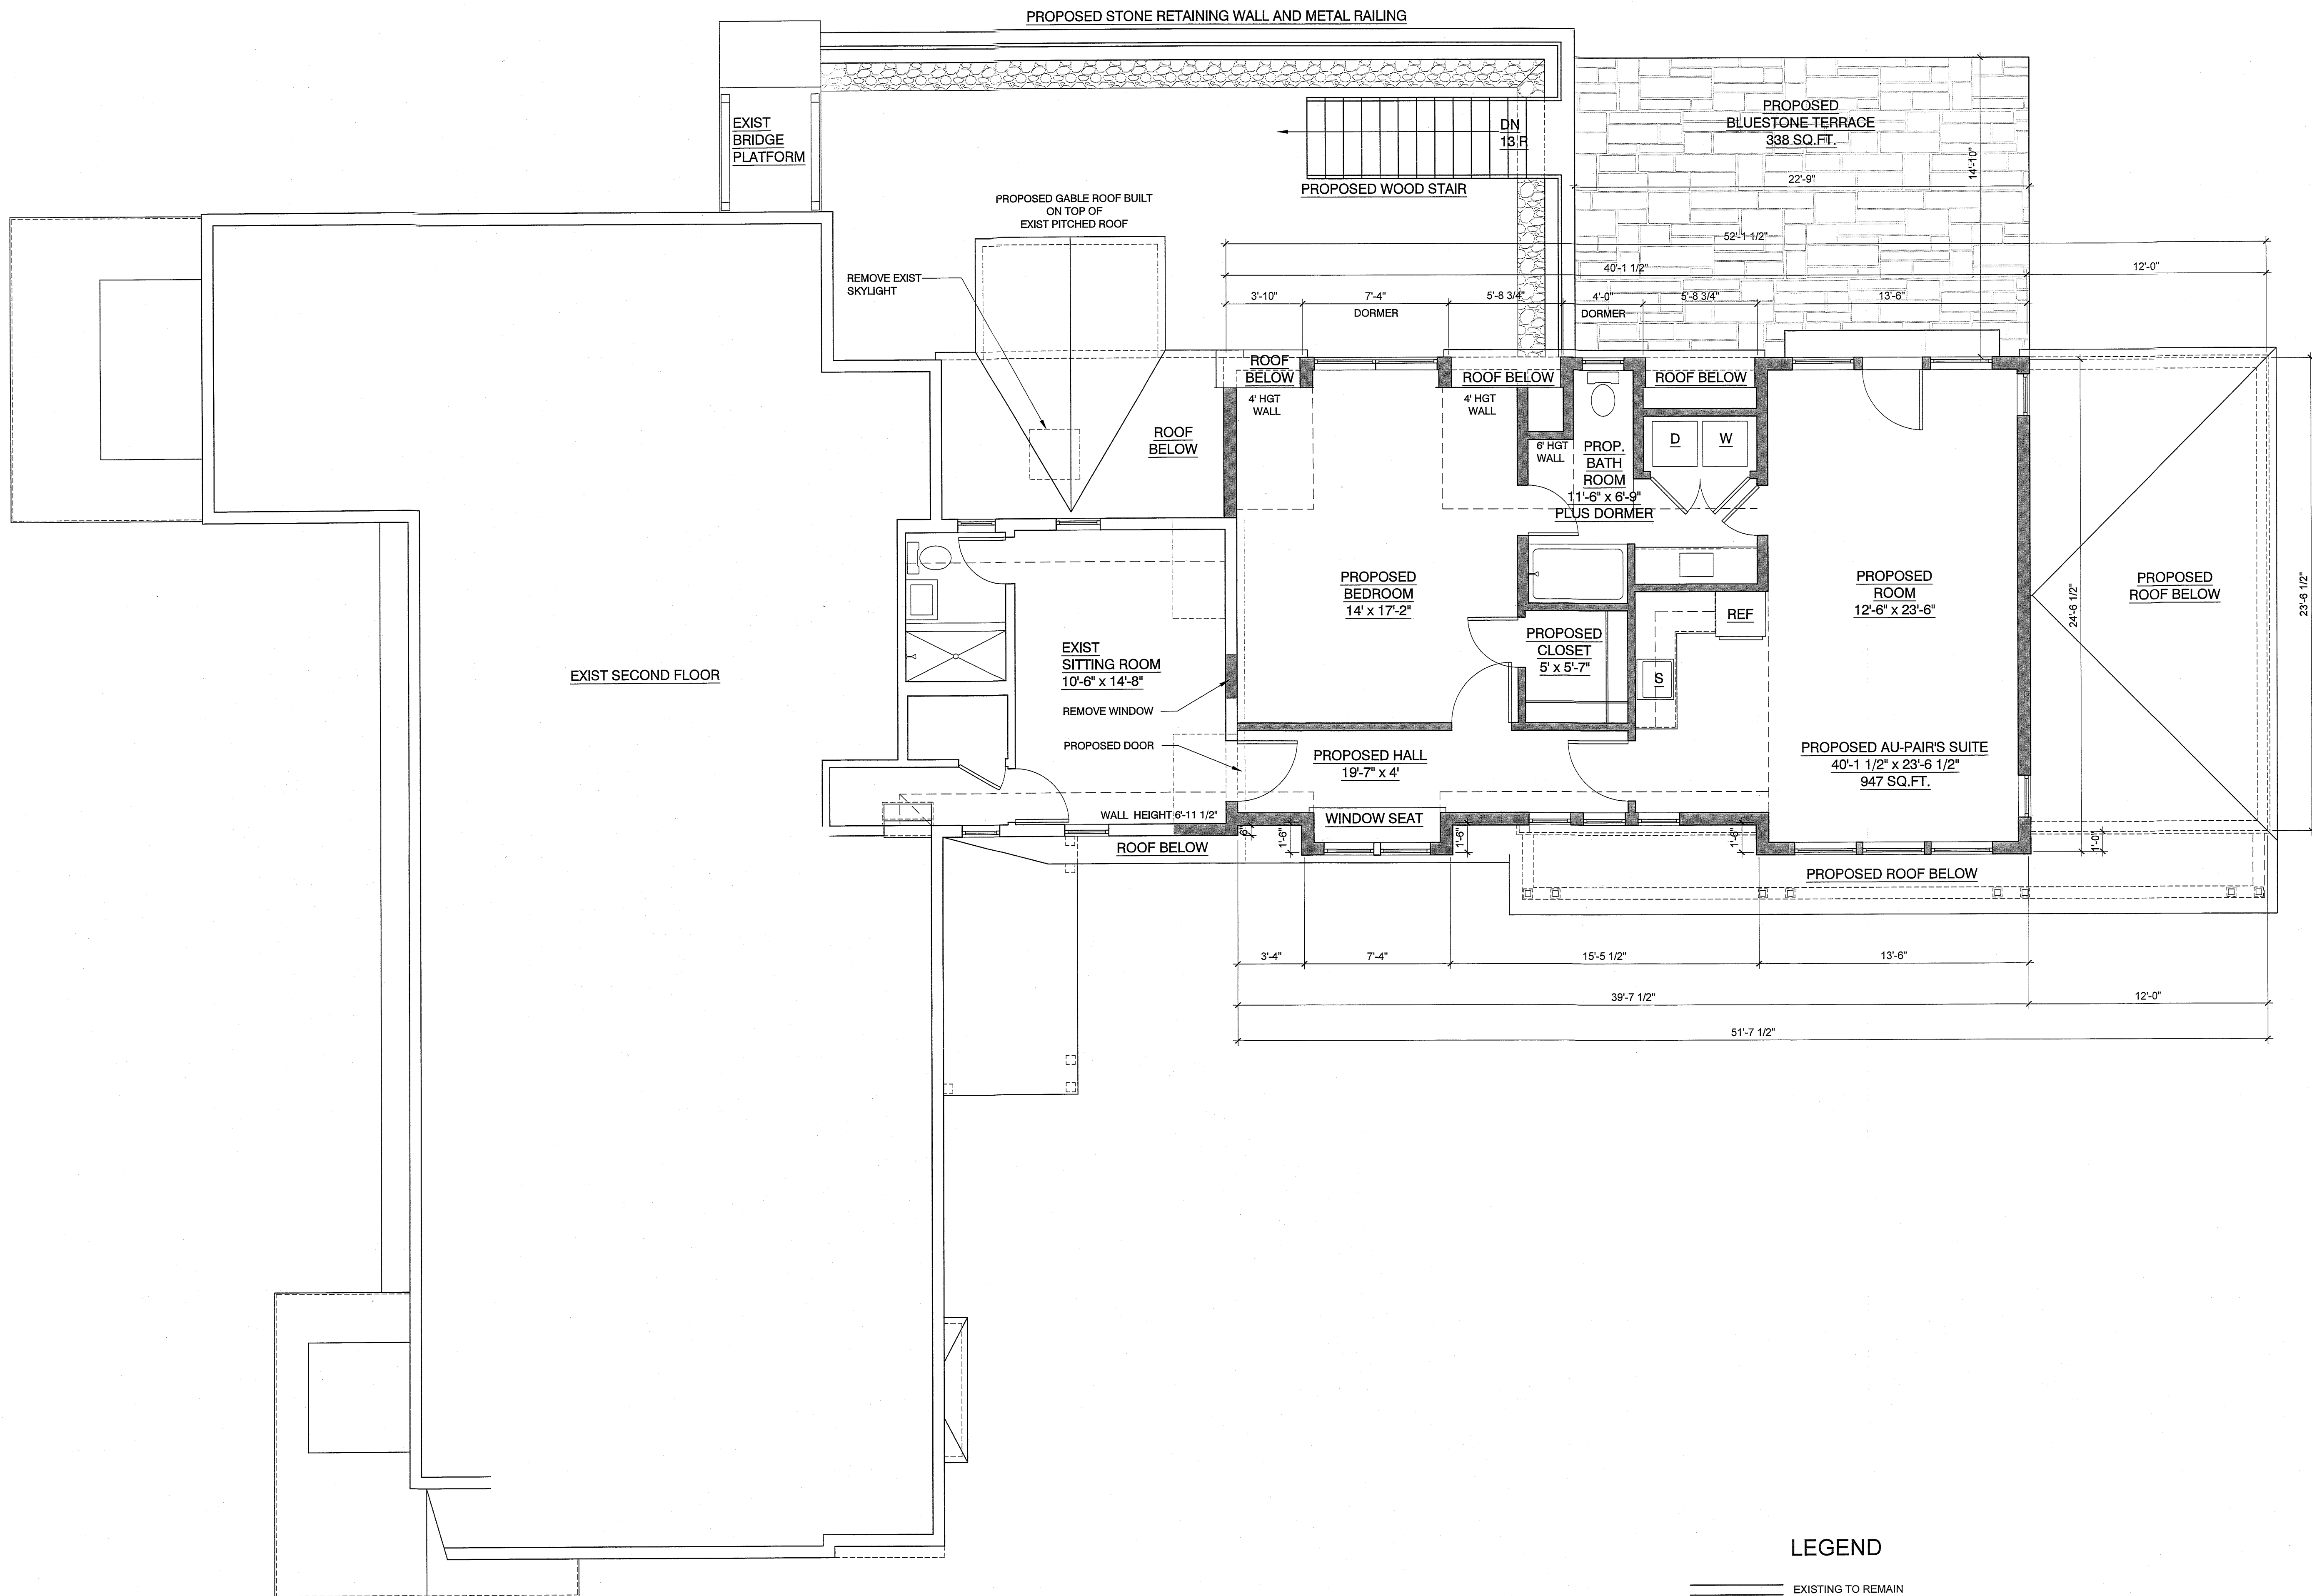 PROPOSED STONE RETAINING WALL AND METAL RAILING
EXIST
BRIDGE
PLATFORM
DN
13 R
PROPOSED WOOD STAIR
PROPOSED
BLUESTONE TERRACE
338 SQ.FT.
14'-10"
22'-9"
PROPOSED GABLE ROOF BUILT
ON TOP OF
EXIST PITCHED ROOF
REMOVE EXIST
SKYLIGHT
52'-1 1/2"
40'-1 1/2"
12'-0"
3'-10"
7'-4"
DORMER
5'-8 3/4"
4'-0"
DORMER
5'-8 3/4"
13'-6"
ROOF
BELOW
ROOF BELOW
ROOF BELOW
4' HGT
WALL
4' HGT
WALL
ROOF
BELOW
6' HGT
WALL
PROP.
BATH
ROOM
11'-6" x 6'-9"
PLUS DORMER
D
W
EXIST SECOND FLOOR
EXIST
SITTING ROOM
10'-6" x 14'-8"
PROPOSED
BEDROOM
14' x 17'-2"
PROPOSED
CLOSET
5' x 5'-7"
REF
S
PROPOSED
ROOM
12'-6" x 23'-6"
24'-6 1/2"
PROPOSED
ROOF BELOW
23'-6 1/2"
REMOVE WINDOW
PROPOSED DOOR
PROPOSED HALL
19'-7" x 4'
PROPOSED AU-PAIR'S SUITE
40'-1 1/2" x 23'-6 1/2"
947 SQ.FT.
WALL HEIGHT 6'-11 1/2"
WINDOW SEAT
ROOF BELOW
6"
1'-6"
1'-6"
1'-6"
1'-0"
PROPOSED ROOF BELOW
3'-4"
7'-4"
15'-5 1/2"
13'-6"
39'-7 1/2"
12'-0"
51'-7 1/2"
LEGEND
EXISTING TO REMAIN